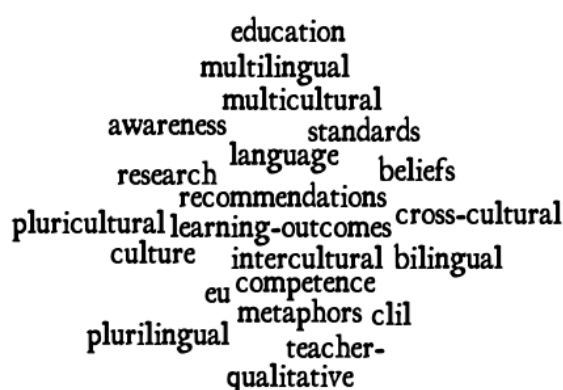 education
multilingual
multicultural
awareness standards
language
research beliefs
recommendations
pluricultural learning-outcomes cross-cultural
culture intercultural bilingual
eu competence
metaphors clil
plurilingual teacher-
qualitative